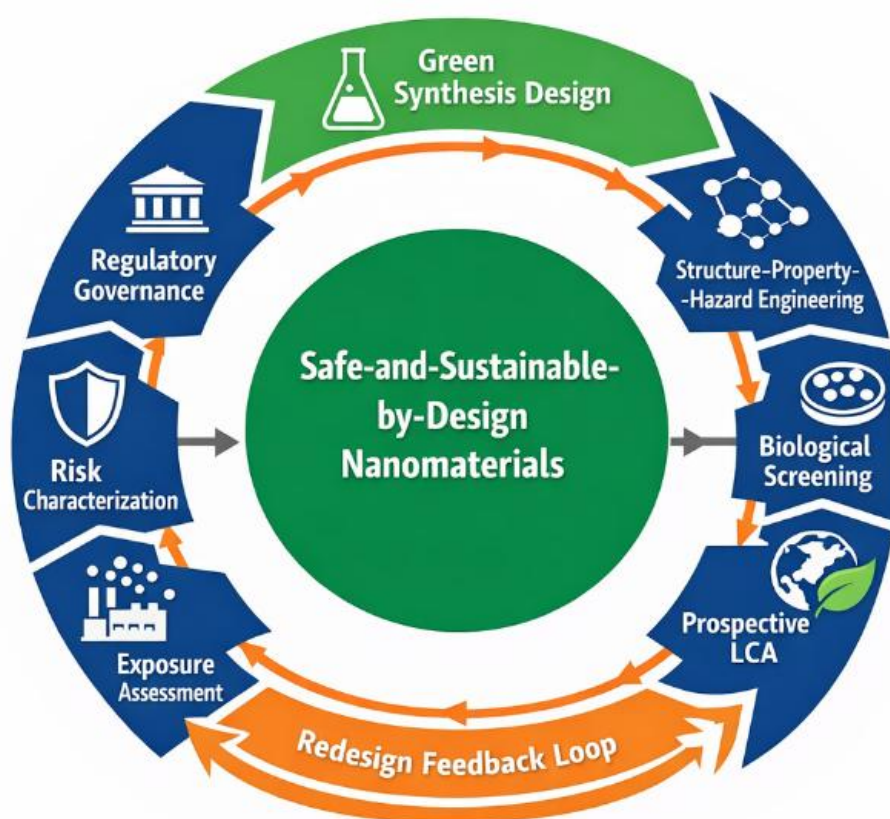 Green
Synthesis Design
Regulatory
Governance
Structure-Property-
-Hazard Engineering
Safe-and-Sustainable-
by-Design
Nanomaterials
Risk
Characterization
Biological
Screening
Exposure
Assessment
Prospective
LCA
Redesign Feedback Loop